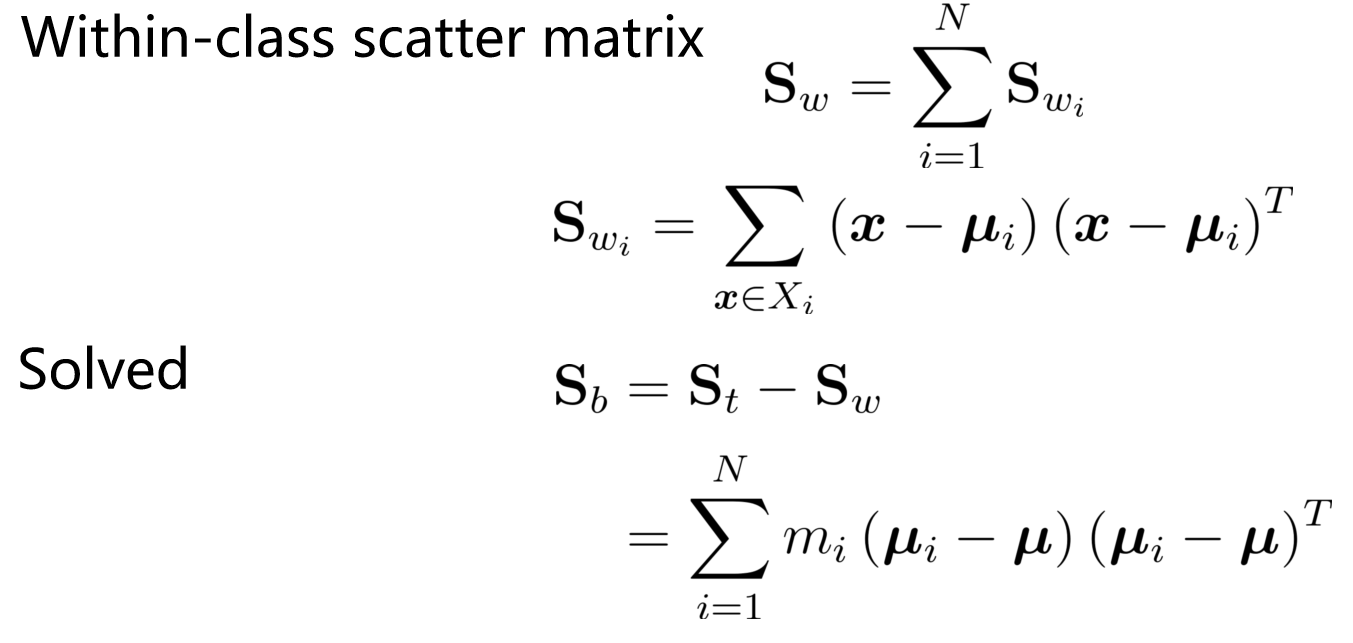 Within-class scatter matrix
$\mathbf{S}_w = \sum_{i=1}^{N} \mathbf{S}_{w_i}$
$\mathbf{S}_{w_i} = \sum_{\boldsymbol{x} \in X_i} (\boldsymbol{x} - \boldsymbol{\mu}_i)(\boldsymbol{x} - \boldsymbol{\mu}_i)^T$
Solved
$\mathbf{S}_b = \mathbf{S}_t - \mathbf{S}_w$
$= \sum_{i=1}^{N} m_i (\boldsymbol{\mu}_i - \boldsymbol{\mu})(\boldsymbol{\mu}_i - \boldsymbol{\mu})^T$